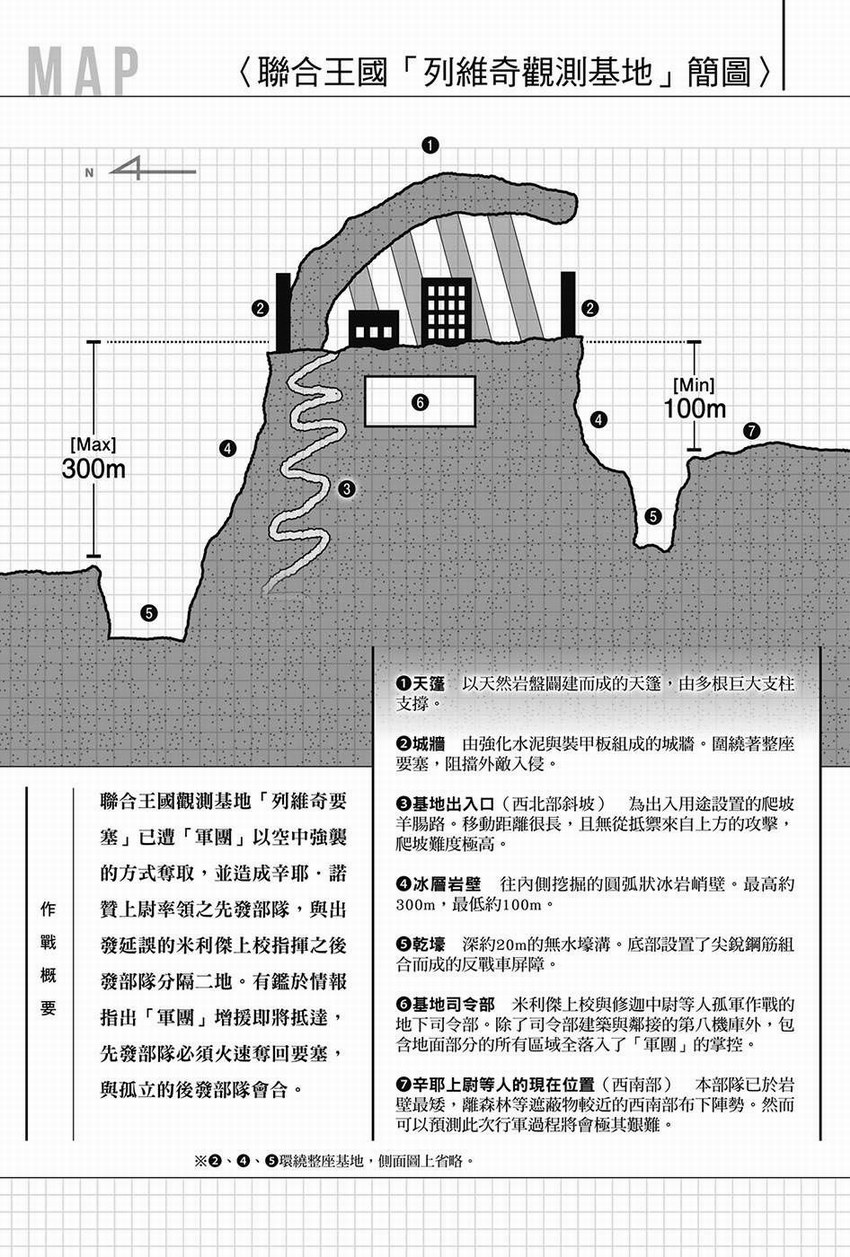 MAP
〈聯合王國「列維奇觀測基地」簡圖〉
❶
N
❷
❷
[Min]
100m
❻
❹
❼
[Max]
300m
❹
❸
❺
❺
❶天篷 以天然岩盤闢建而成的天篷，由多根巨大支柱
支撐。
❷城牆 由強化水泥與裝甲板組成的城牆。圍繞著整座
要塞，阻擋外敵入侵。
❸基地出入口（西北部斜坡） 為出入用途設置的爬坡
羊腸路。移動距離很長，且無從抵禦來自上方的攻擊，
爬坡難度極高。
❹冰層岩壁 往內側挖掘的圓弧狀冰岩峭壁。最高約
300m，最低約100m。
❺乾壕 深約20m的無水壕溝。底部設置了尖銳鋼筋組
合而成的反戰車屏障。
❻基地司令部 米利傑上校與修迦中尉等人孤軍作戰的
地下司令部。除了司令部建築與鄰接的第八機庫外，包
含地面部分的所有區域全落入了「軍團」的掌控。
❼辛耶上尉等人的現在位置（西南部） 本部隊已於岩
壁最矮，離森林等遮蔽物較近的西南部布下陣勢。然而
可以預測此次行軍過程將會極其艱難。
作戰概要
聯合王國觀測基地「列維奇要
塞」已遭「軍團」以空中強襲
的方式奪取，並造成辛耶‧諾
贊上尉率領之先發部隊，與出
發延誤的米利傑上校指揮之後
發部隊分隔二地。有鑑於情報
指出「軍團」增援即將抵達，
先發部隊必須火速奪回要塞，
與孤立的後發部隊會合。
※❷、❹、❺環繞整座基地，側面圖上省略。